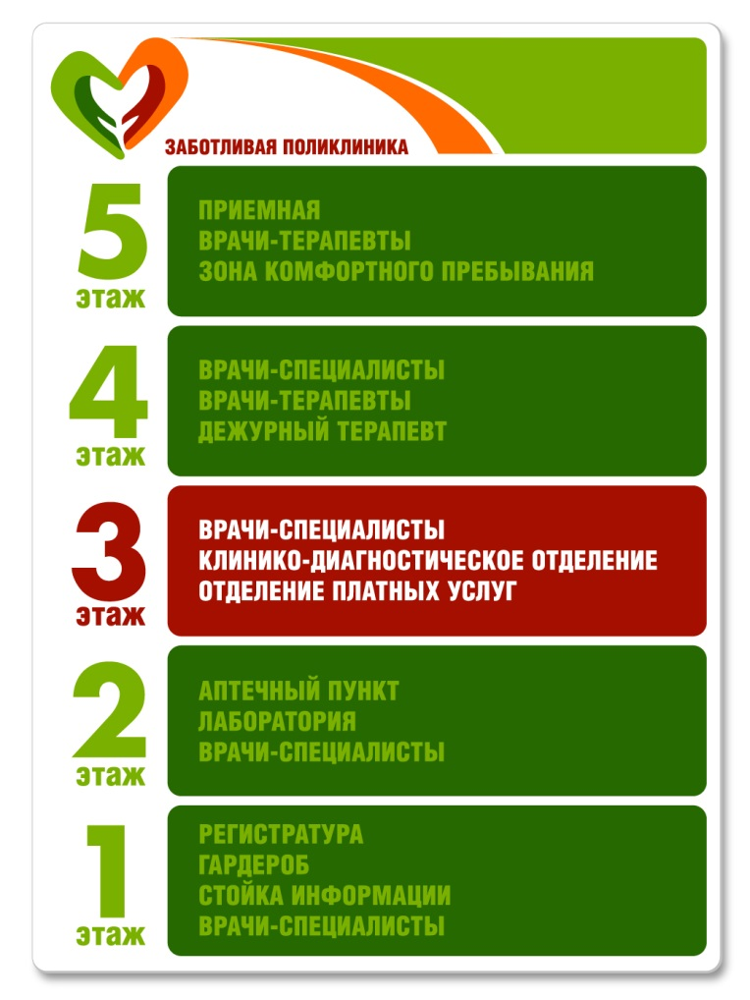 ЗАБОТЛИВАЯ ПОЛИКЛИНИКА
5
этаж
ПРИЕМНАЯ
ВРАЧИ-ТЕРАПЕВТЫ
ЗОНА КОМФОРТНОГО ПРЕБЫВАНИЯ
4
этаж
ВРАЧИ-СПЕЦИАЛИСТЫ
ВРАЧИ-ТЕРАПЕВТЫ
ДЕЖУРНЫЙ ТЕРАПЕВТ
3
этаж
ВРАЧИ-СПЕЦИАЛИСТЫ
КЛИНИКО-ДИАГНОСТИЧЕСКОЕ ОТДЕЛЕНИЕ
ОТДЕЛЕНИЕ ПЛАТНЫХ УСЛУГ
2
этаж
АПТЕЧНЫЙ ПУНКТ
ЛАБОРАТОРИЯ
ВРАЧИ-СПЕЦИАЛИСТЫ
1
этаж
РЕГИСТРАТУРА
ГАРДЕРОБ
СТОЙКА ИНФОРМАЦИИ
ВРАЧИ-СПЕЦИАЛИСТЫ